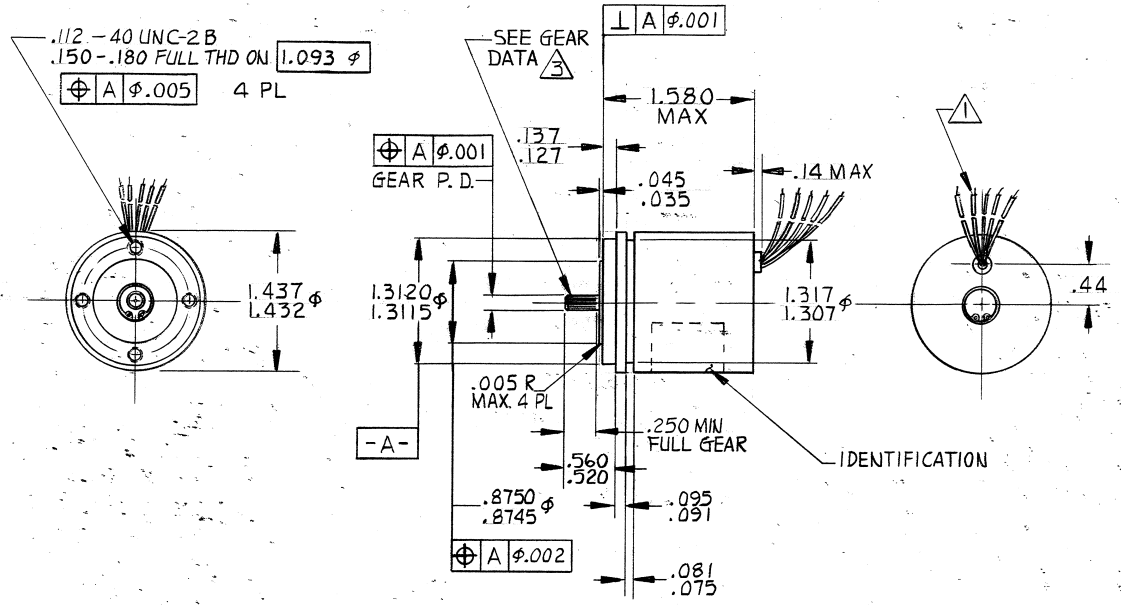 .112 - 40 UNC-2B
.150-.180 FULL THD ON 1.093 ϕ
⌖ A ϕ.005 4 PL
SEE GEAR
DATA 3
⊥ A ϕ.001
1.580
MAX
.137
.127
⌖ A ϕ.001
GEAR P. D.
.045
.035
.14 MAX
1
1.437 ϕ
1.432
1.3120 ϕ
1.3115
1.317 ϕ
1.307
.44
.005 R
MAX. 4 PL
-A-
.250 MIN
FULL GEAR
.560
.520
IDENTIFICATION
.8750 ϕ
.8745
.095
.091
⌖ A ϕ.002
.081
.075